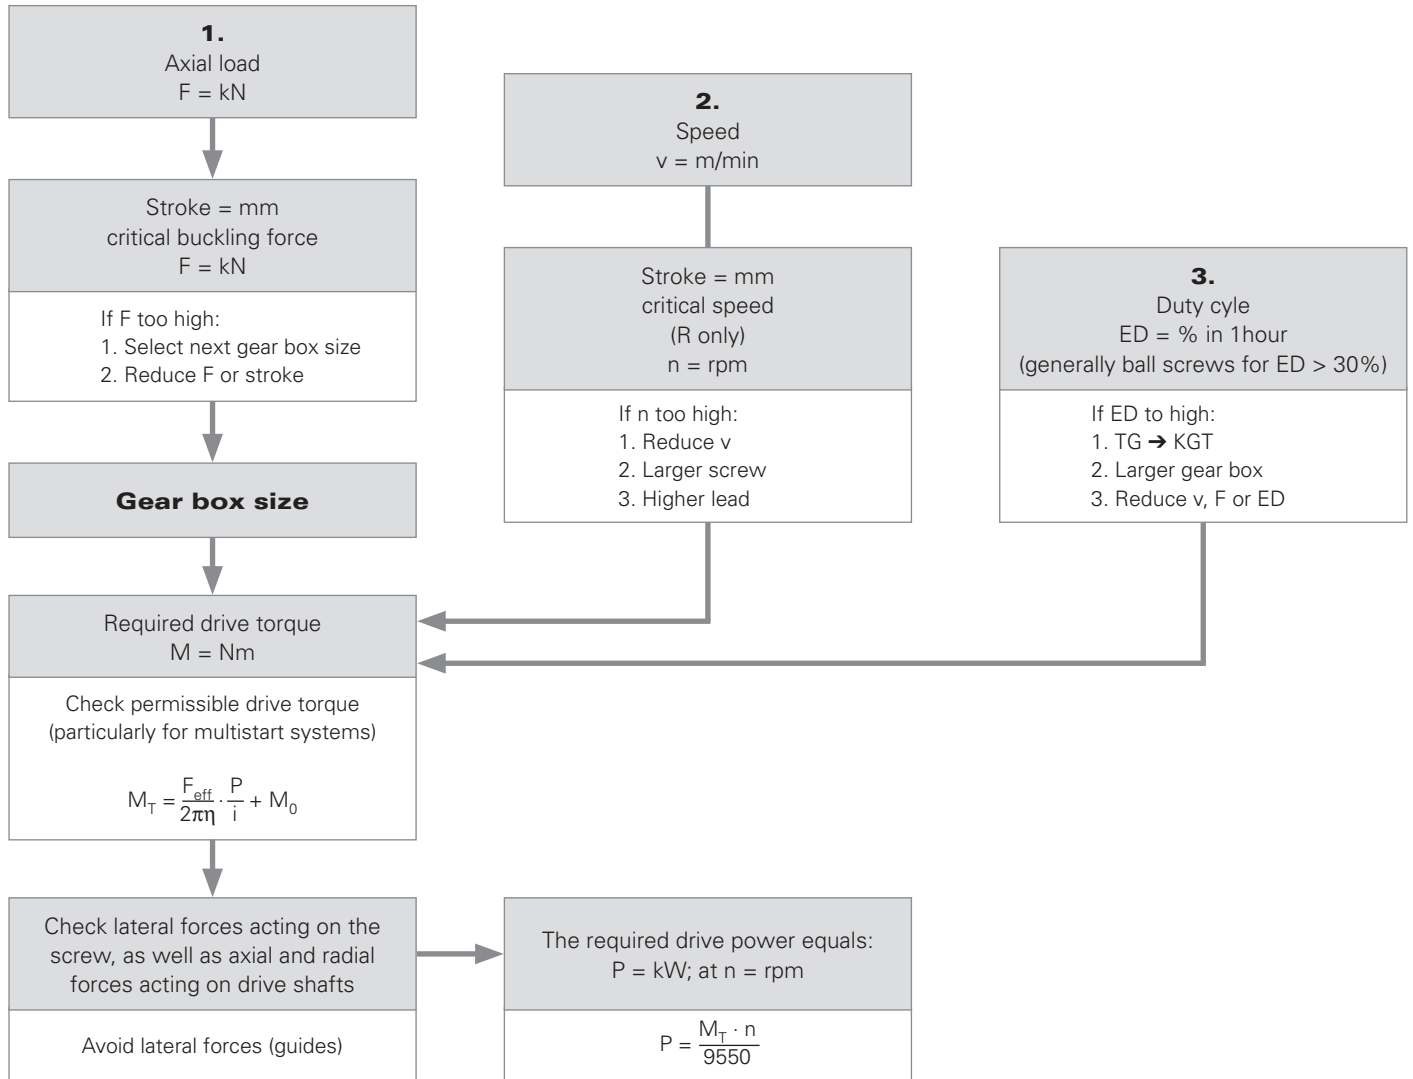 1.
Axial load
F = kN
Stroke = mm
critical buckling force
F = kN
If F too high:
1. Select next gear box size
2. Reduce F or stroke
Gear box size
2.
Speed
v = m/min
Stroke = mm
critical speed
(R only)
n = rpm
If n too high:
1. Reduce v
2. Larger screw
3. Higher lead
3.
Duty cyle
ED = % in 1hour
(generally ball screws for ED > 30%)
If ED to high:
1. TG ➔ KGT
2. Larger gear box
3. Reduce v, F or ED
Required drive torque
M = Nm
Check permissible drive torque
(particularly for multistart systems)
M_T = F_eff/2πη · P/i + M_0
Check lateral forces acting on the
screw, as well as axial and radial
forces acting on drive shafts
Avoid lateral forces (guides)
The required drive power equals:
P = kW; at n = rpm
P = M_T · n/9550